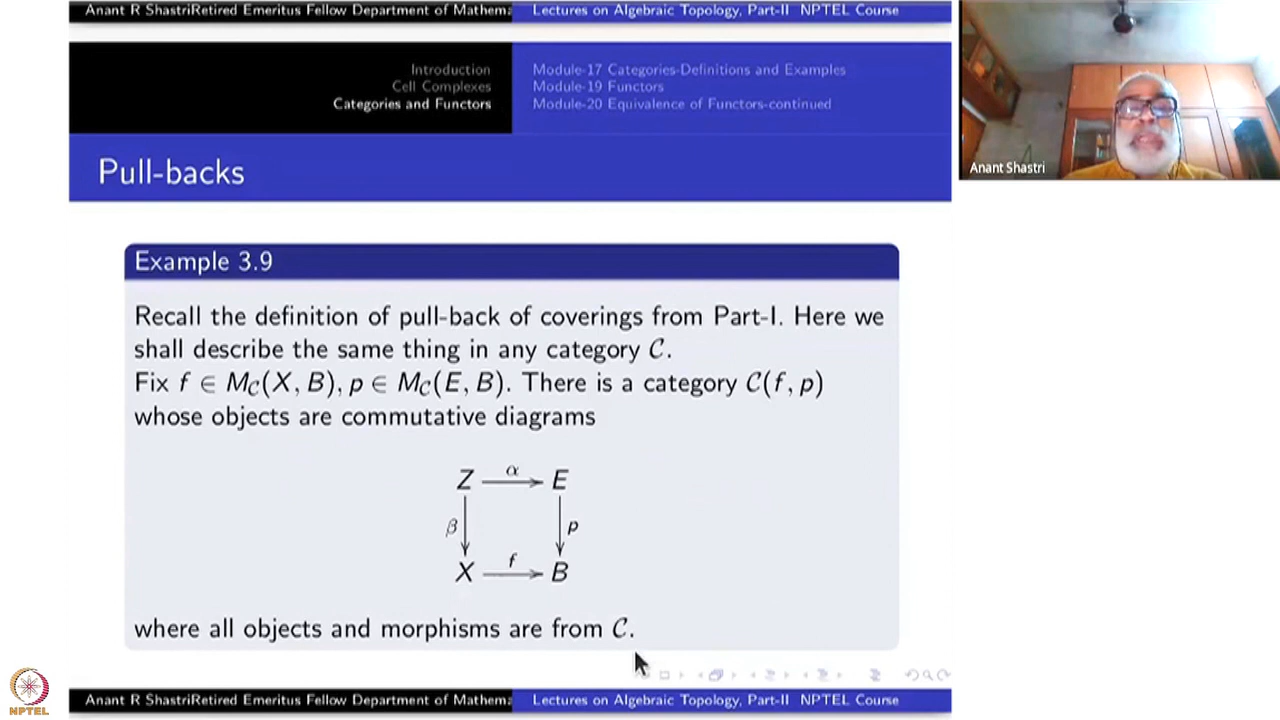 Anant R ShastriRetired Emeritus Fellow Department of Mathema Lectures on Algebraic Topology, Part-II NPTEL Course
Introduction
Cell Complexes
Categories and Functors
Module-17 Categories-Definitions and Examples
Module-19 Functors
Module-20 Equivalence of Functors-continued
Anant Shastri
Pull-backs
Example 3.9
Recall the definition of pull-back of coverings from Part-I. Here we
shall describe the same thing in any category 𝒞.
Fix f ∈ M_𝒞(X, B), p ∈ M_𝒞(E, B). There is a category 𝒞(f, p)
whose objects are commutative diagrams
Z α E
β p
X f B
where all objects and morphisms are from 𝒞.
NPTEL
Anant R ShastriRetired Emeritus Fellow Department of Mathema Lectures on Algebraic Topology, Part-II NPTEL Course